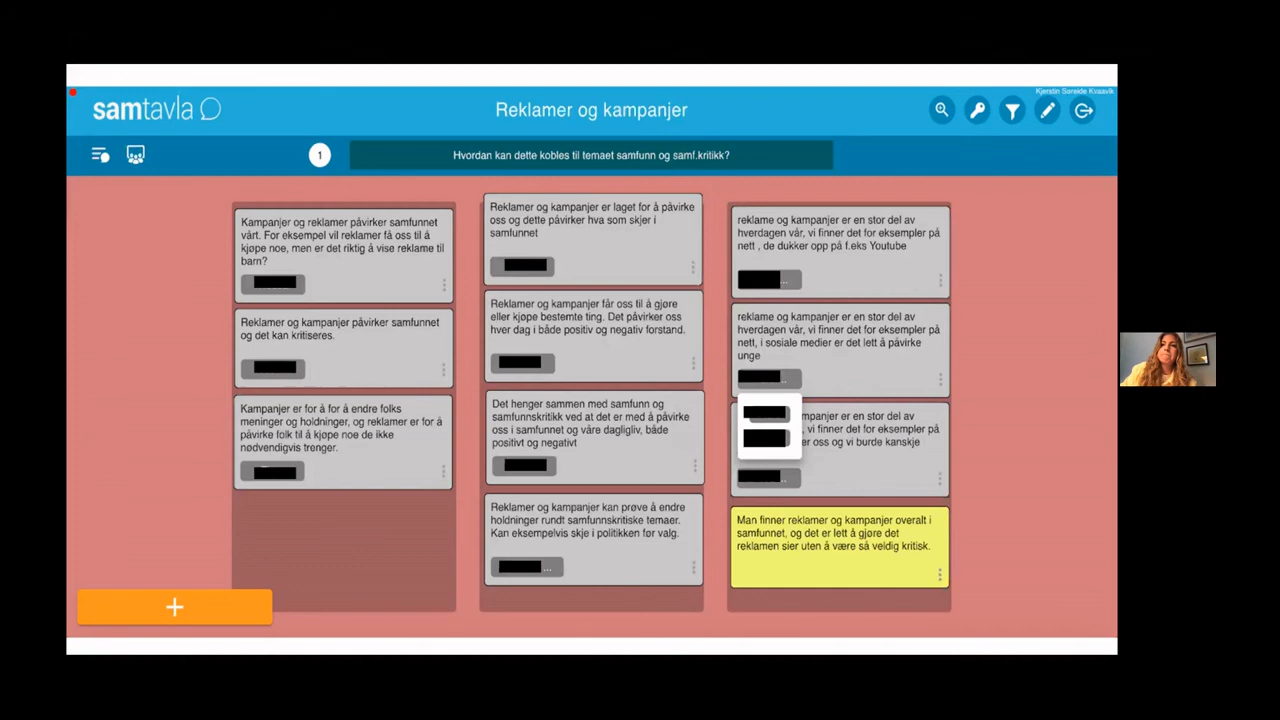 Kjerstin Søreide Kvaavik
samtavla
Reklamer og kampanjer
1
Hvordan kan dette kobles til temaet samfunn og samf.kritikk?
Kampanjer og reklamer påvirker samfunnet
vårt. For eksempel vil reklamer få oss til å
kjøpe noe, men er det riktig å vise reklame til
barn?
Reklamer og kampanjer påvirker samfunnet
og det kan kritiseres.
Kampanjer er for å for å endre folks
meninger og holdninger, og reklamer er for å
påvirke folk til å kjøpe noe de ikke
nødvendigvis trenger.
+
Reklamer og kampanjer er laget for å påvirke
oss og dette påvirker hva som skjer i
samfunnet
Reklamer og kampanjer får oss til å gjøre
eller kjøpe bestemte ting. Det påvirker oss
hver dag i både positiv og negativ forstand.
Det henger sammen med samfunn og
samfunnskritikk ved at det er med å påvirke
oss i samfunnet og våre dagligliv, både
positivt og negativt
Reklamer og kampanjer kan prøve å endre
holdninger rundt samfunnskritiske temaer.
Kan eksempelvis skje i politikken før valg.
...
reklame og kampanjer er en stor del av
hverdagen vår, vi finner det for eksempler på
nett , de dukker opp på f.eks Youtube
...
reklame og kampanjer er en stor del av
hverdagen vår, vi finner det for eksempler på
nett, i sosiale medier er det lett å påvirke
unge
...
mpanjer er en stor del av
, vi finner det for eksempler på
er oss og vi burde kanskje
...
Man finner reklamer og kampanjer overalt i
samfunnet, og det er lett å gjøre det
reklamen sier uten å være så veldig kritisk.